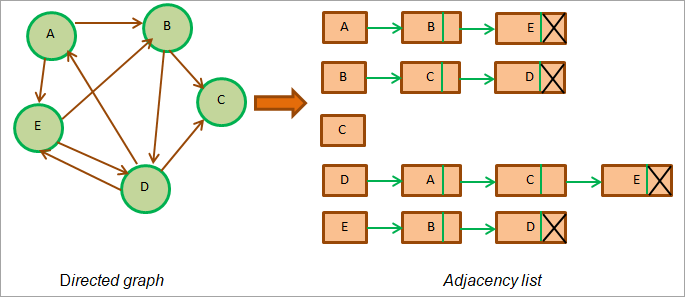 A
B
C
D
E
A B E
B C D
C
D A C E
E B D
Directed graph
Adjacency list